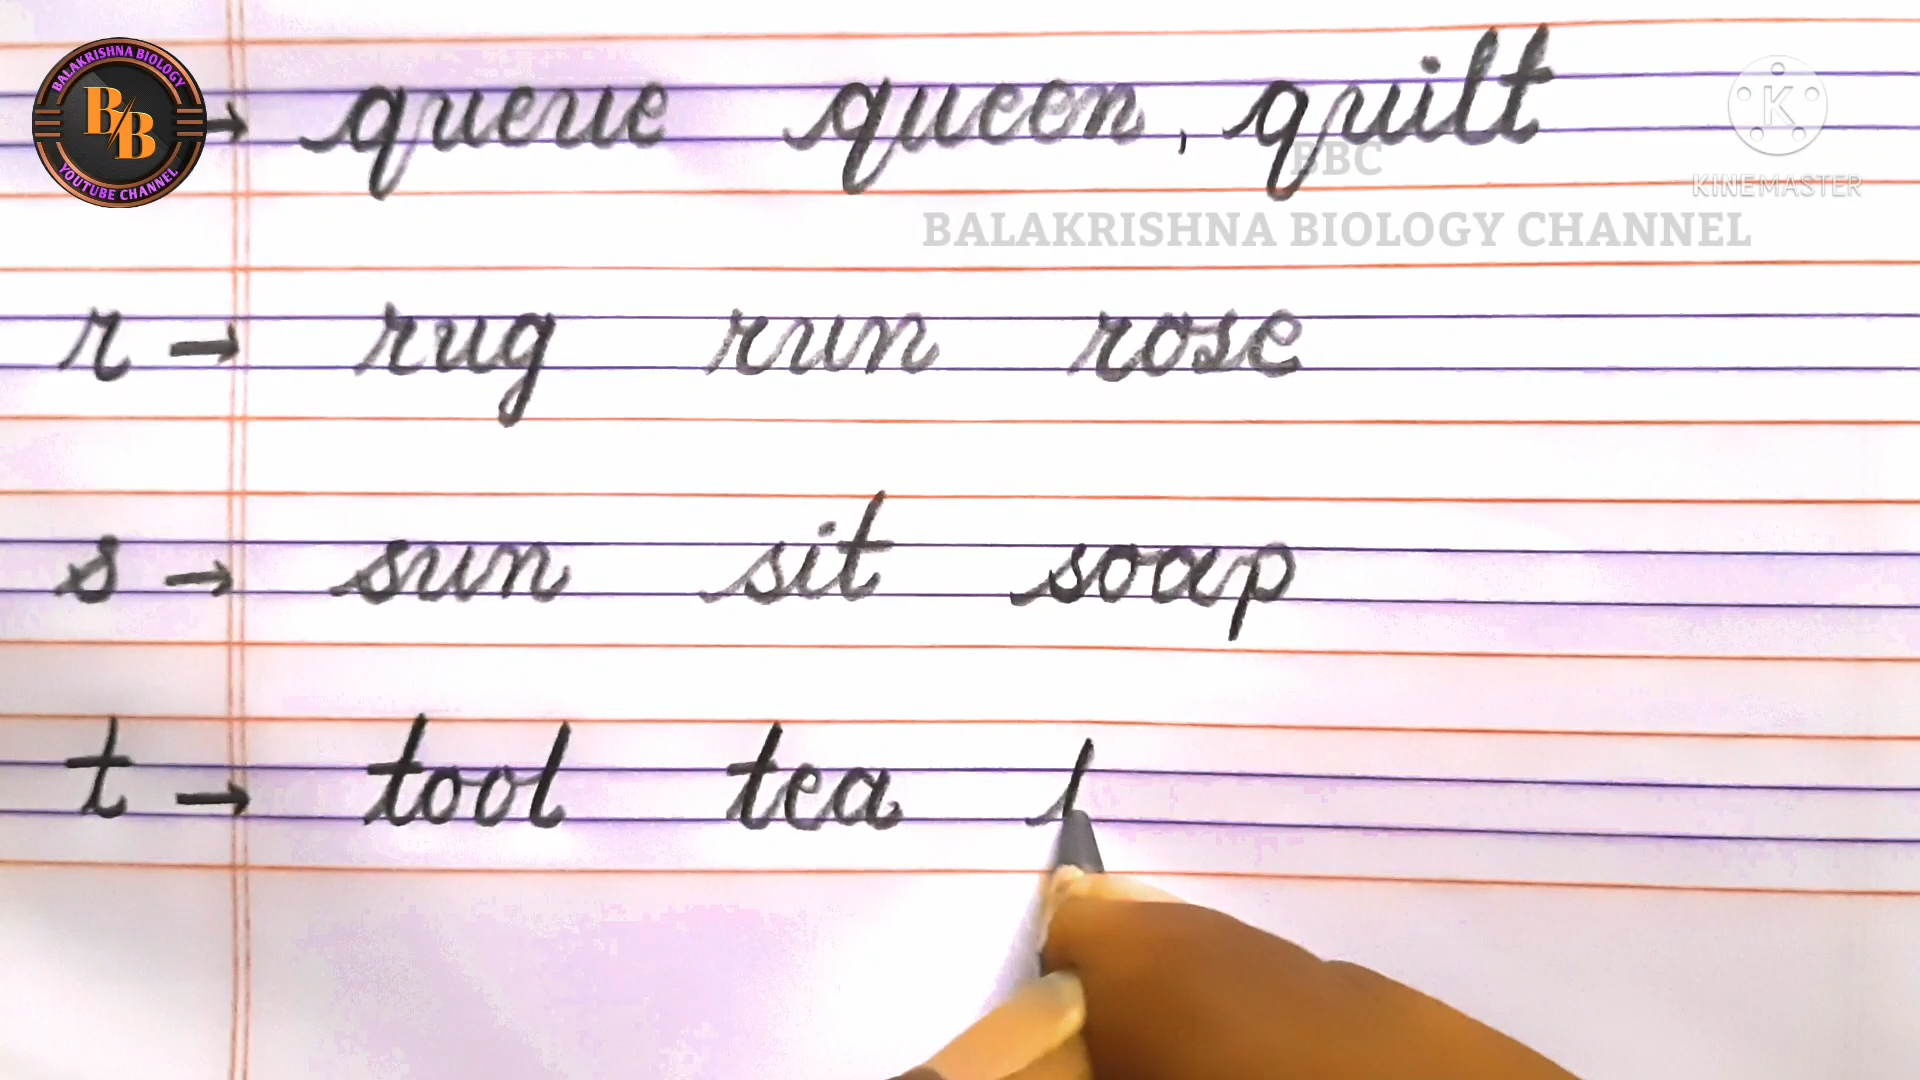 BALAKRISHNA BIOLOGY
B/B
YOUTUBE CHANNEL
→ queue queen, quilt
K
KINEMASTER
BBC
BALAKRISHNA BIOLOGY CHANNEL
r → rug run rose
s → sun sit soap
t → tool tea